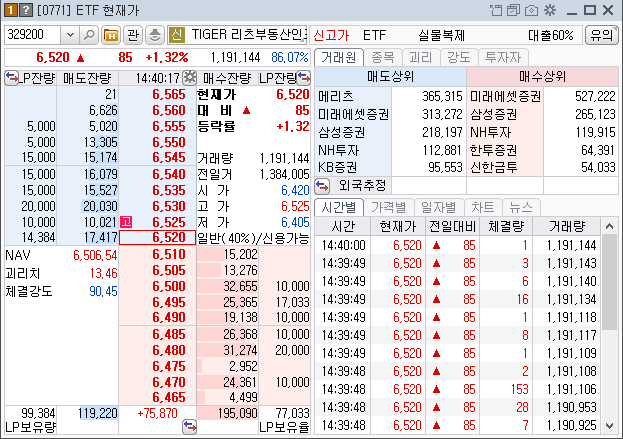 1 ? [0771] ETF 현재가
329200 관 신 TIGER 리츠부동산인프 신고가 ETF 실물복제 대출60% 유의
6,520 ▲ 85 +1.32% 1,191,144 86,07%
거래원 종목 괴리 강도 투자자
LP잔량 매도잔량 14:40:17 매수잔량 LP잔량
매도상위 매수상위
21 6,565 현재가 6,520
6,626 6,560 대 비 ▲ 85
5,000 5,020 6,555 등락률 +1.32
5,000 13,305 6,550
15,000 15,174 6,545 거래량 1,191,144
15,000 16,079 6,540 전일거 1,384,005
15,000 15,527 6,535 시 가 6,420
20,000 20,030 6,530 고 가 6,525
10,000 10,021 고 6,525 저 가 6,405
14,384 17,417 6,520 일반(40%)/신용가능
메리츠 365,315 미래에셋증권 527,222
미래에셋증권 313,272 삼성증권 265,123
삼성증권 218,197 NH투자 119,915
NH투자 112,881 한투증권 64,391
KB증권 95,553 신한금투 54,033
외국추정
NAV 6,506,54 6,510 15,202
괴리치 13,46 6,505 13,276
체결강도 90,45 6,500 32,655 10,000
6,495 25,365 17,033
6,490 19,138 10,000
6,485 26,368 10,000
6,480 31,274 20,000
6,475 2,952
6,470 24,361 10,000
6,465 4,499
99,384 119,220 +75,870 195,090 77,033
LP보유량 LP보유율
시간별 가격별 일자별 차트 뉴스
시간 현재가 전일대비 체결량 거래량
14:40:00 6,520 ▲ 85 1 1,191,144
14:39:49 6,520 ▲ 85 3 1,191,143
14:39:49 6,520 ▲ 85 6 1,191,140
14:39:49 6,520 ▲ 85 16 1,191,134
14:39:49 6,520 ▲ 85 1 1,191,118
14:39:49 6,520 ▲ 85 8 1,191,117
14:39:49 6,520 ▲ 85 1 1,191,109
14:39:48 6,520 ▲ 85 2 1,191,108
14:39:48 6,520 ▲ 85 153 1,191,106
14:39:48 6,520 ▲ 85 28 1,190,953
14:39:48 6,520 ▲ 85 7 1,190,925